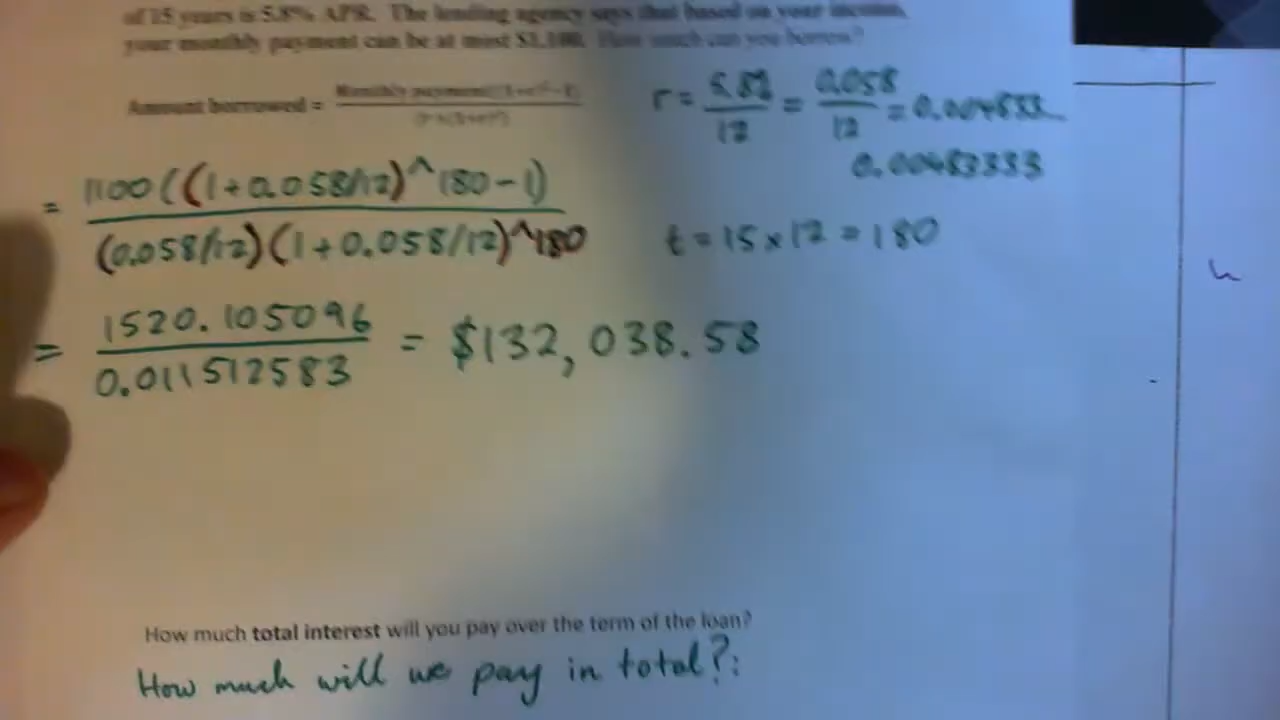 of 15 years is 5.8% APR. The lending agency says that based on your income,
your monthly payment can be at most $1,100. How much can you borrow?
Amount borrowed = Monthly payment((1+r)^t−1)
r = 5.8% / 12 = 0.058 / 12 = 0.004833...
0.00483333
= 1100((1+0.058/12)^180−1)
(0.058/12)(1+0.058/12)^180
t = 15×12 = 180
= 1520.105096 / 0.011512583 = $132,038.58
How much total interest will you pay over the term of the loan?
How much will we pay in total?: